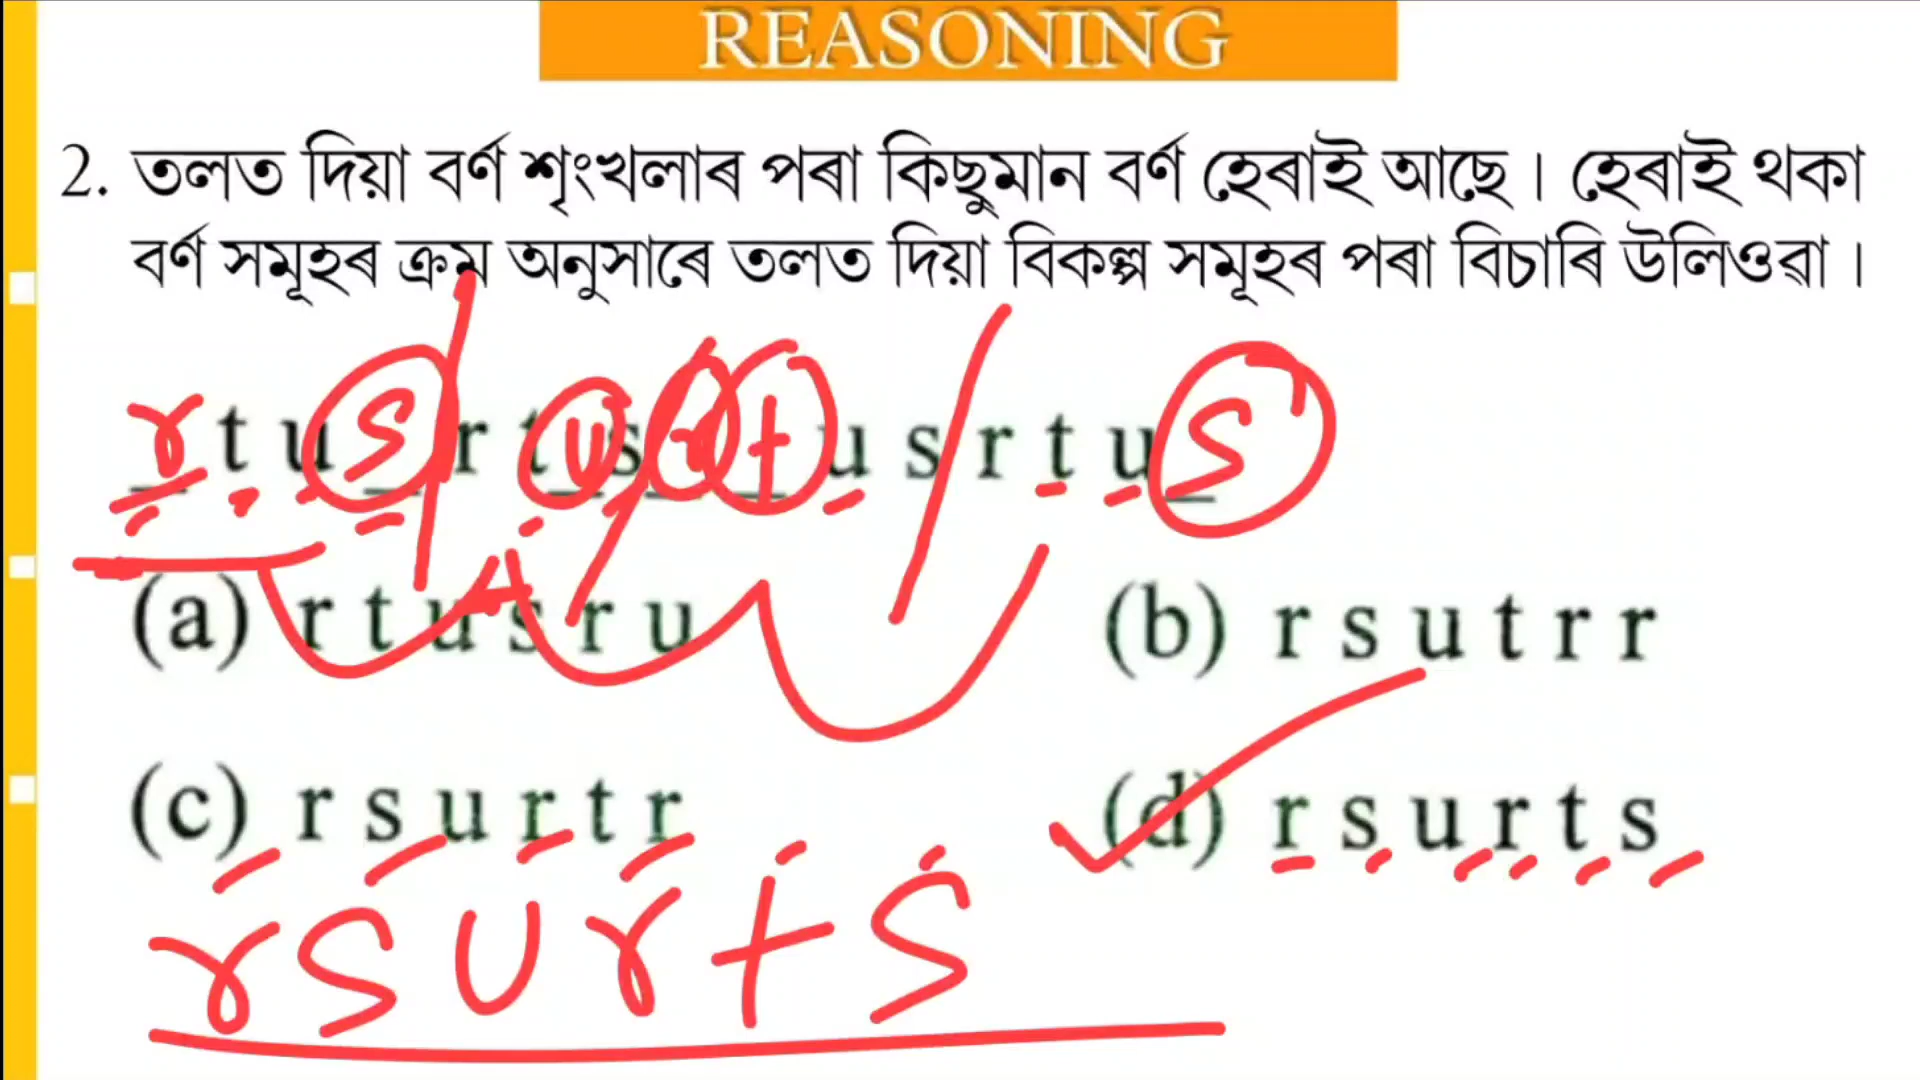 REASONING
2. তলত দিয়া বৰ্ণ শৃংখলাৰ পৰা কিছুমান বৰ্ণ হেৰাই আছে । হেৰাই থকা
বৰ্ণ সমূহৰ ক্ৰম অনুসাৰে তলত দিয়া বিকল্প সমূহৰ পৰা বিচাৰি উলিওৱা ।
r t u s r t u s r t u s r t u s
(a) r t u s r u (b) r s u t r r
(c) r s u r t r (d) r s u r t s
r s u r t s